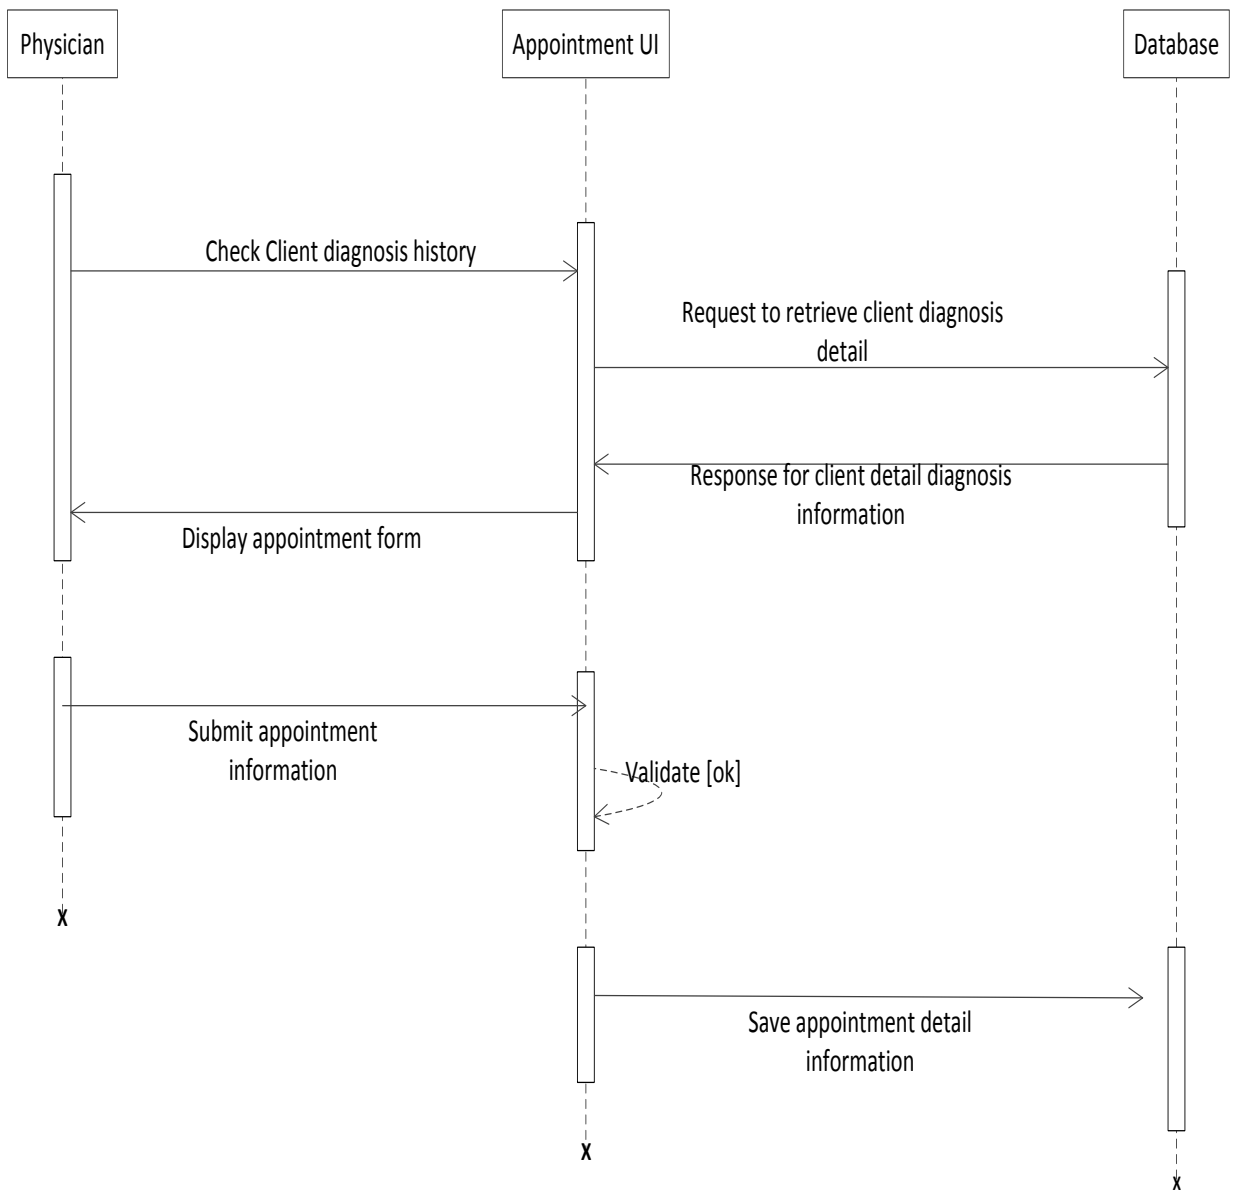 Physician
Appointment UI
Database
Check Client diagnosis history
Request to retrieve client diagnosis
detail
Response for client detail diagnosis
information
Display appointment form
Submit appointment
information
Validate [ok]
X
Save appointment detail
information
X
X